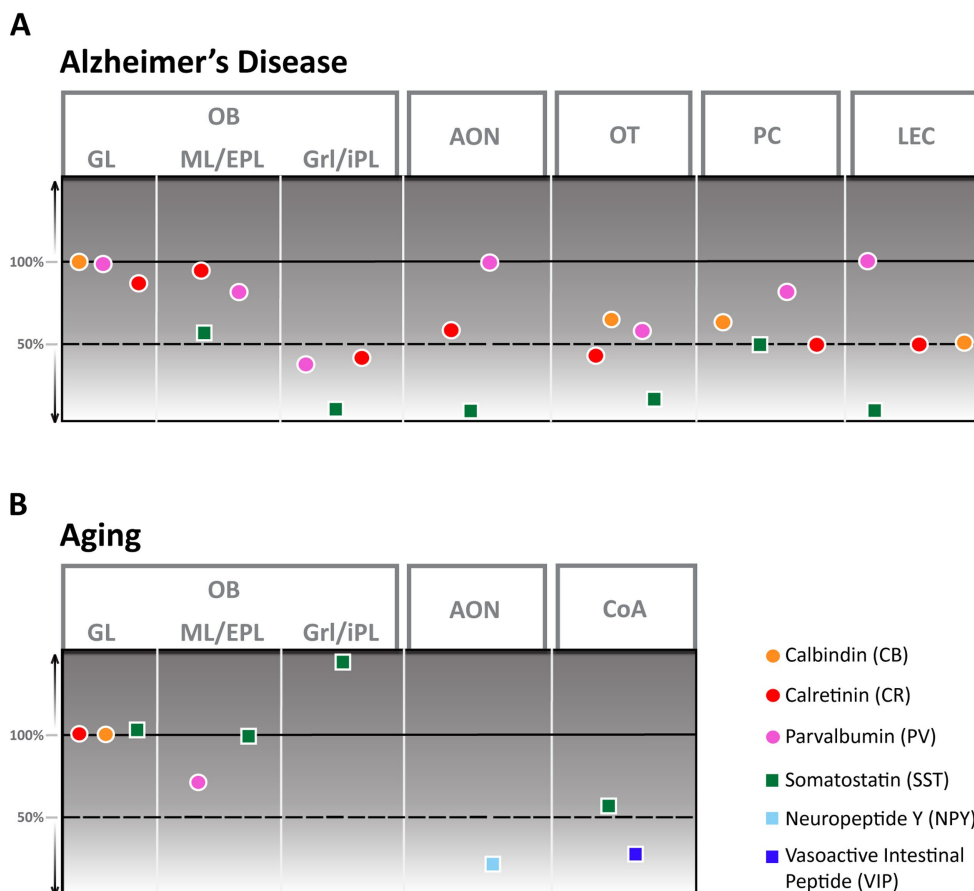 A
Alzheimer's Disease
OB
GL ML/EPL Grl/iPL
AON
OT
PC
LEC
100%
50%
B
Aging
OB
GL ML/EPL Grl/iPL
AON
CoA
100%
50%
Calbindin (CB)
Calretinin (CR)
Parvalbumin (PV)
Somatostatin (SST)
Neuropeptide Y (NPY)
Vasoactive Intestinal
Peptide (VIP)